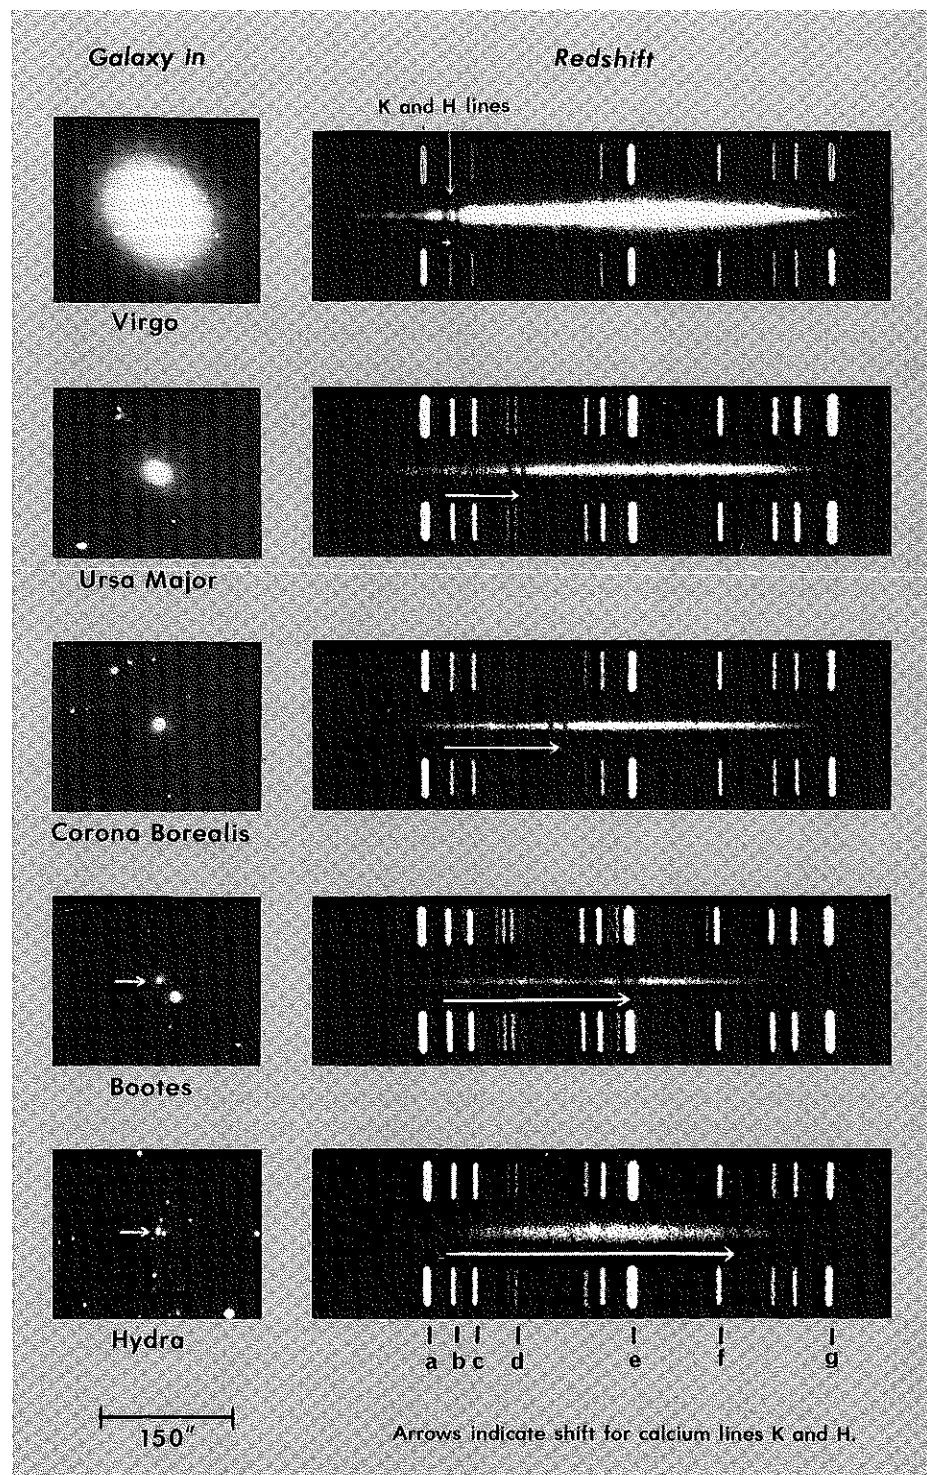 Galaxy in
Redshift
K and H lines
Virgo
Ursa Major
Corona Borealis
Bootes
Hydra
a b c d e f g
150"
Arrows indicate shift for calcium lines K and H.